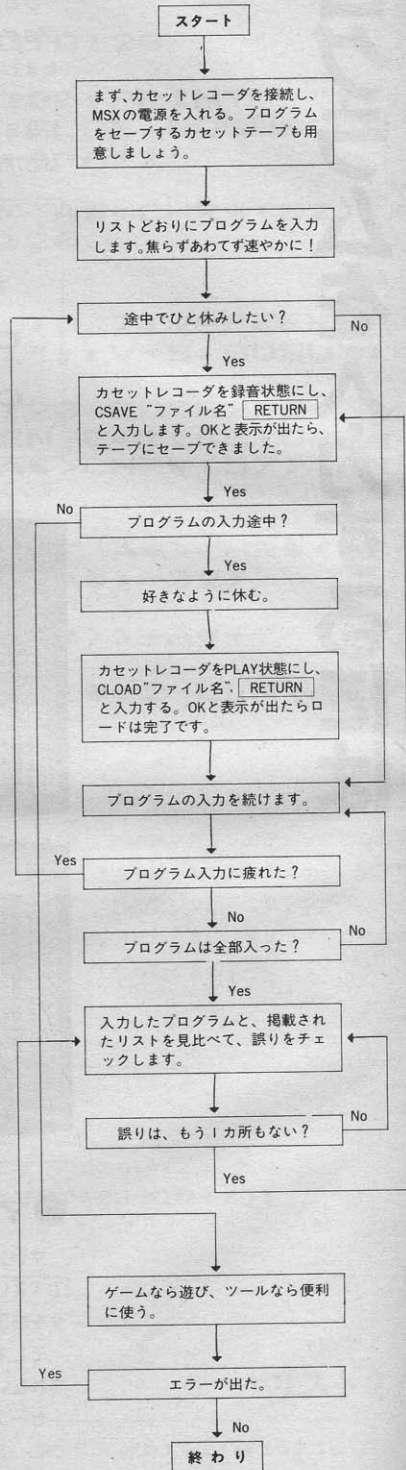 スタート
まず、カセットレコーダを接続し、
MSXの電源を入れる。プログラム
をセーブするカセットテープも用
意しましょう。
リストどおりにプログラムを入力
します。焦らずあわてず速やかに！
途中でひと休みしたい？
No
Yes
カセットレコーダを録音状態にし、
CSAVE "ファイル名" RETURN
と入力します。OKと表示が出たら、
テープにセーブできました。
Yes
No
プログラムの入力途中？
Yes
好きなように休む。
カセットレコーダをPLAY状態にし、
CLOAD"ファイル名"、RETURN
と入力する。OKと表示が出たらロ
ードは完了です。
プログラムの入力を続けます。
Yes
プログラム入力に疲れた？
No
プログラムは全部入った？
No
Yes
入力したプログラムと、掲載され
たリストを見比べて、誤りをチェ
ックします。
No
誤りは、もう1カ所もない？
Yes
ゲームなら遊び、ツールなら便利
に使う。
Yes
エラーが出た。
No
終わり